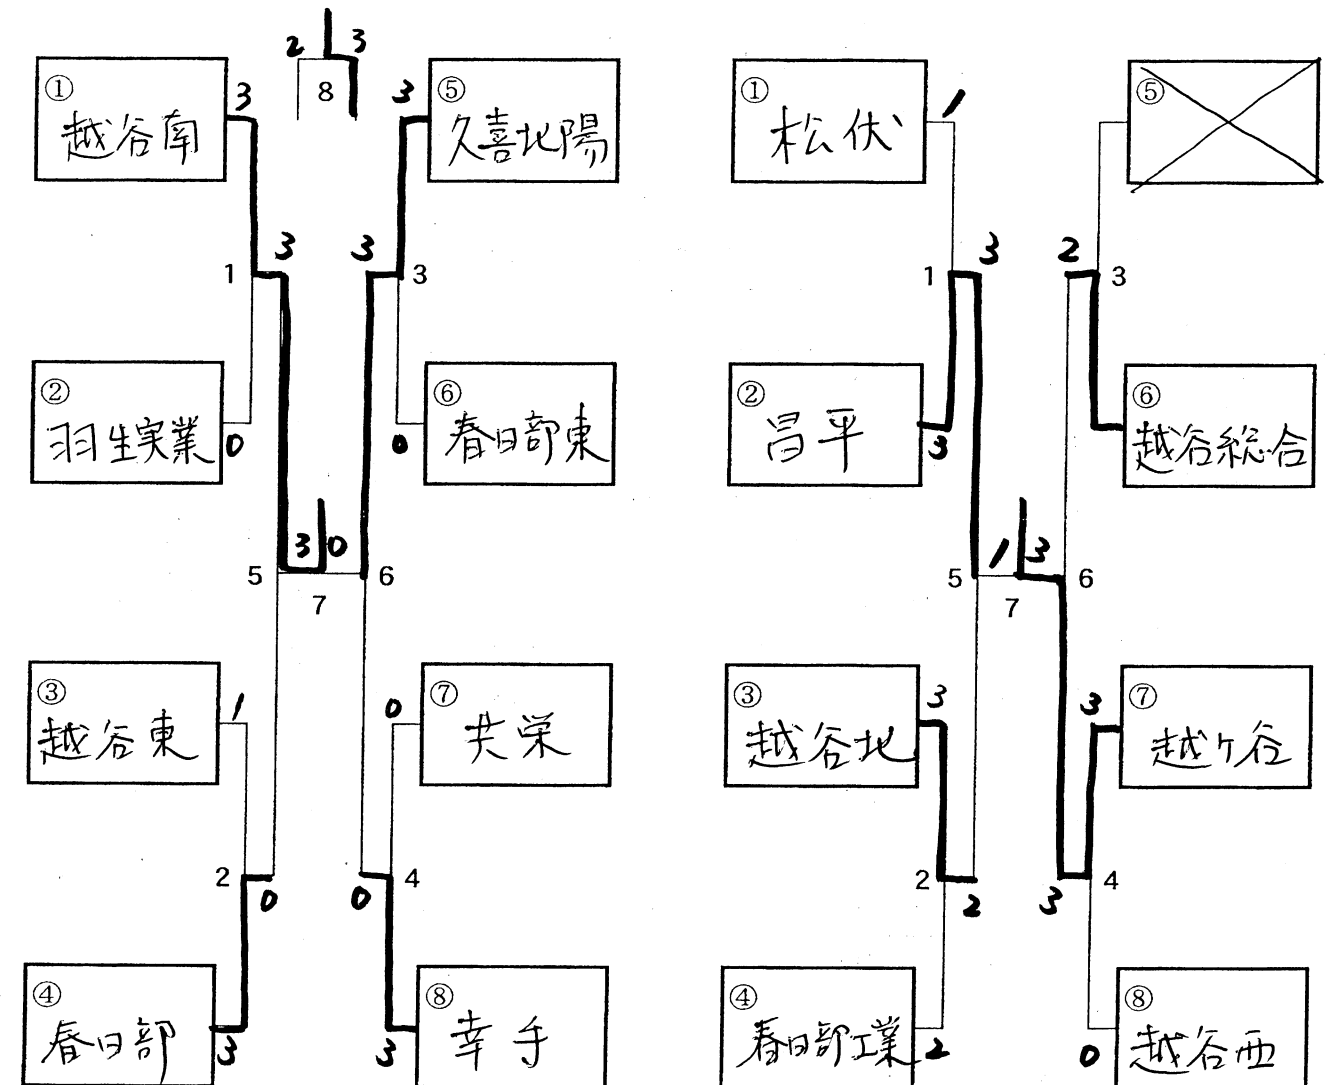 2 3
8
① 3
越谷南
3 ⑤
久喜北陽
1 3
3 3
② 0
羽生実業
⑥ 0
春日部東
3 0
5 6
7
③ 1
越谷東
0 ⑦
共栄
2 0
0 4
④ 3
春日部
3 ⑧
幸手
① 1
松伏
⑤
1 3
2 3
② 3
昌平
⑥
越谷総合
1 3
5 6
7
③ 3
越谷北
3 ⑦
越ヶ谷
2 2
3 4
④ 2
春日部工業
0 ⑧
越谷西